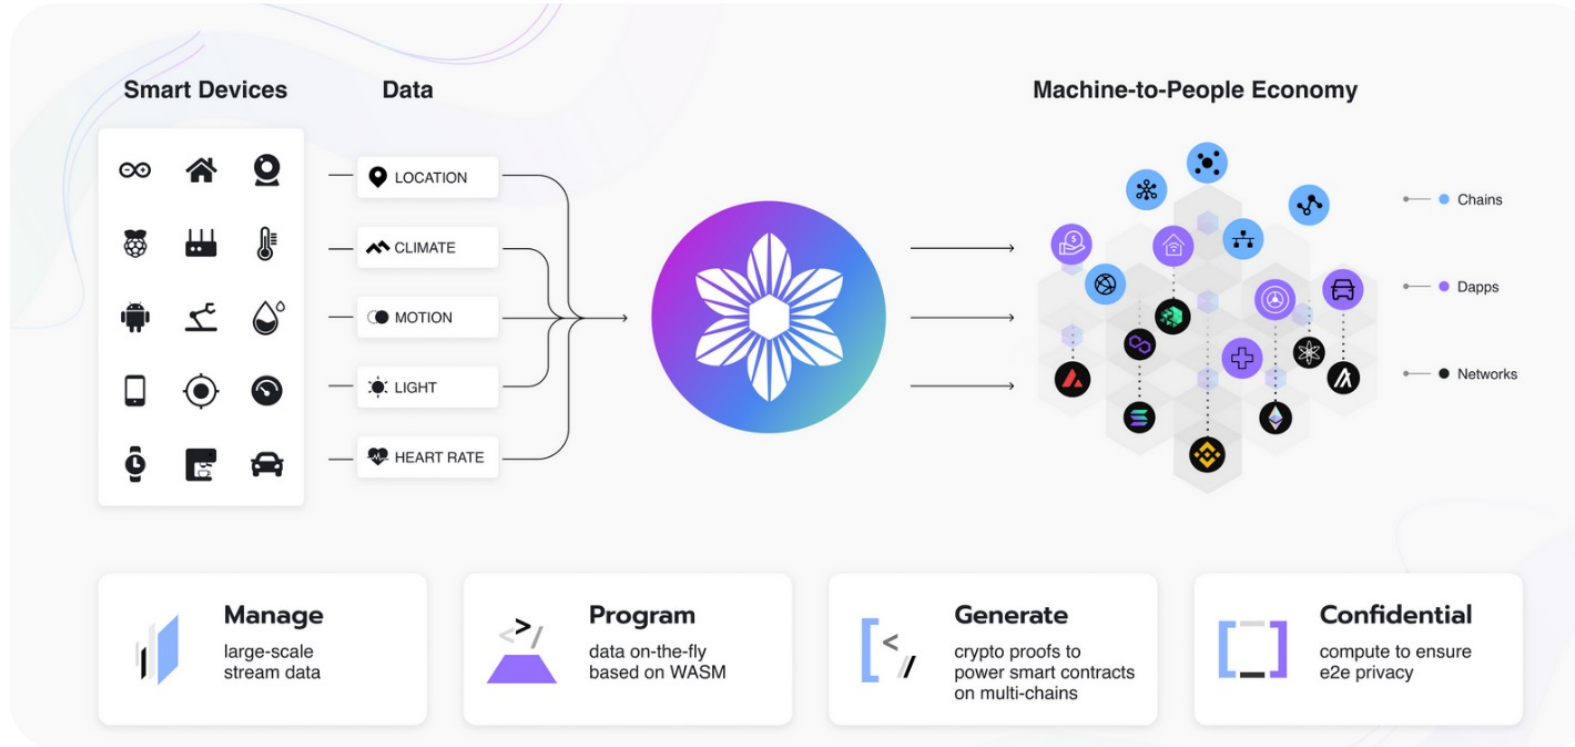 Smart Devices
Data
Machine-to-People Economy
LOCATION
CLIMATE
MOTION
LIGHT
HEART RATE
Chains
Dapps
Networks
Manage
large-scale
stream data
Program
data on-the-fly
based on WASM
Generate
crypto proofs to
power smart contracts
on multi-chains
Confidential
compute to ensure
e2e privacy